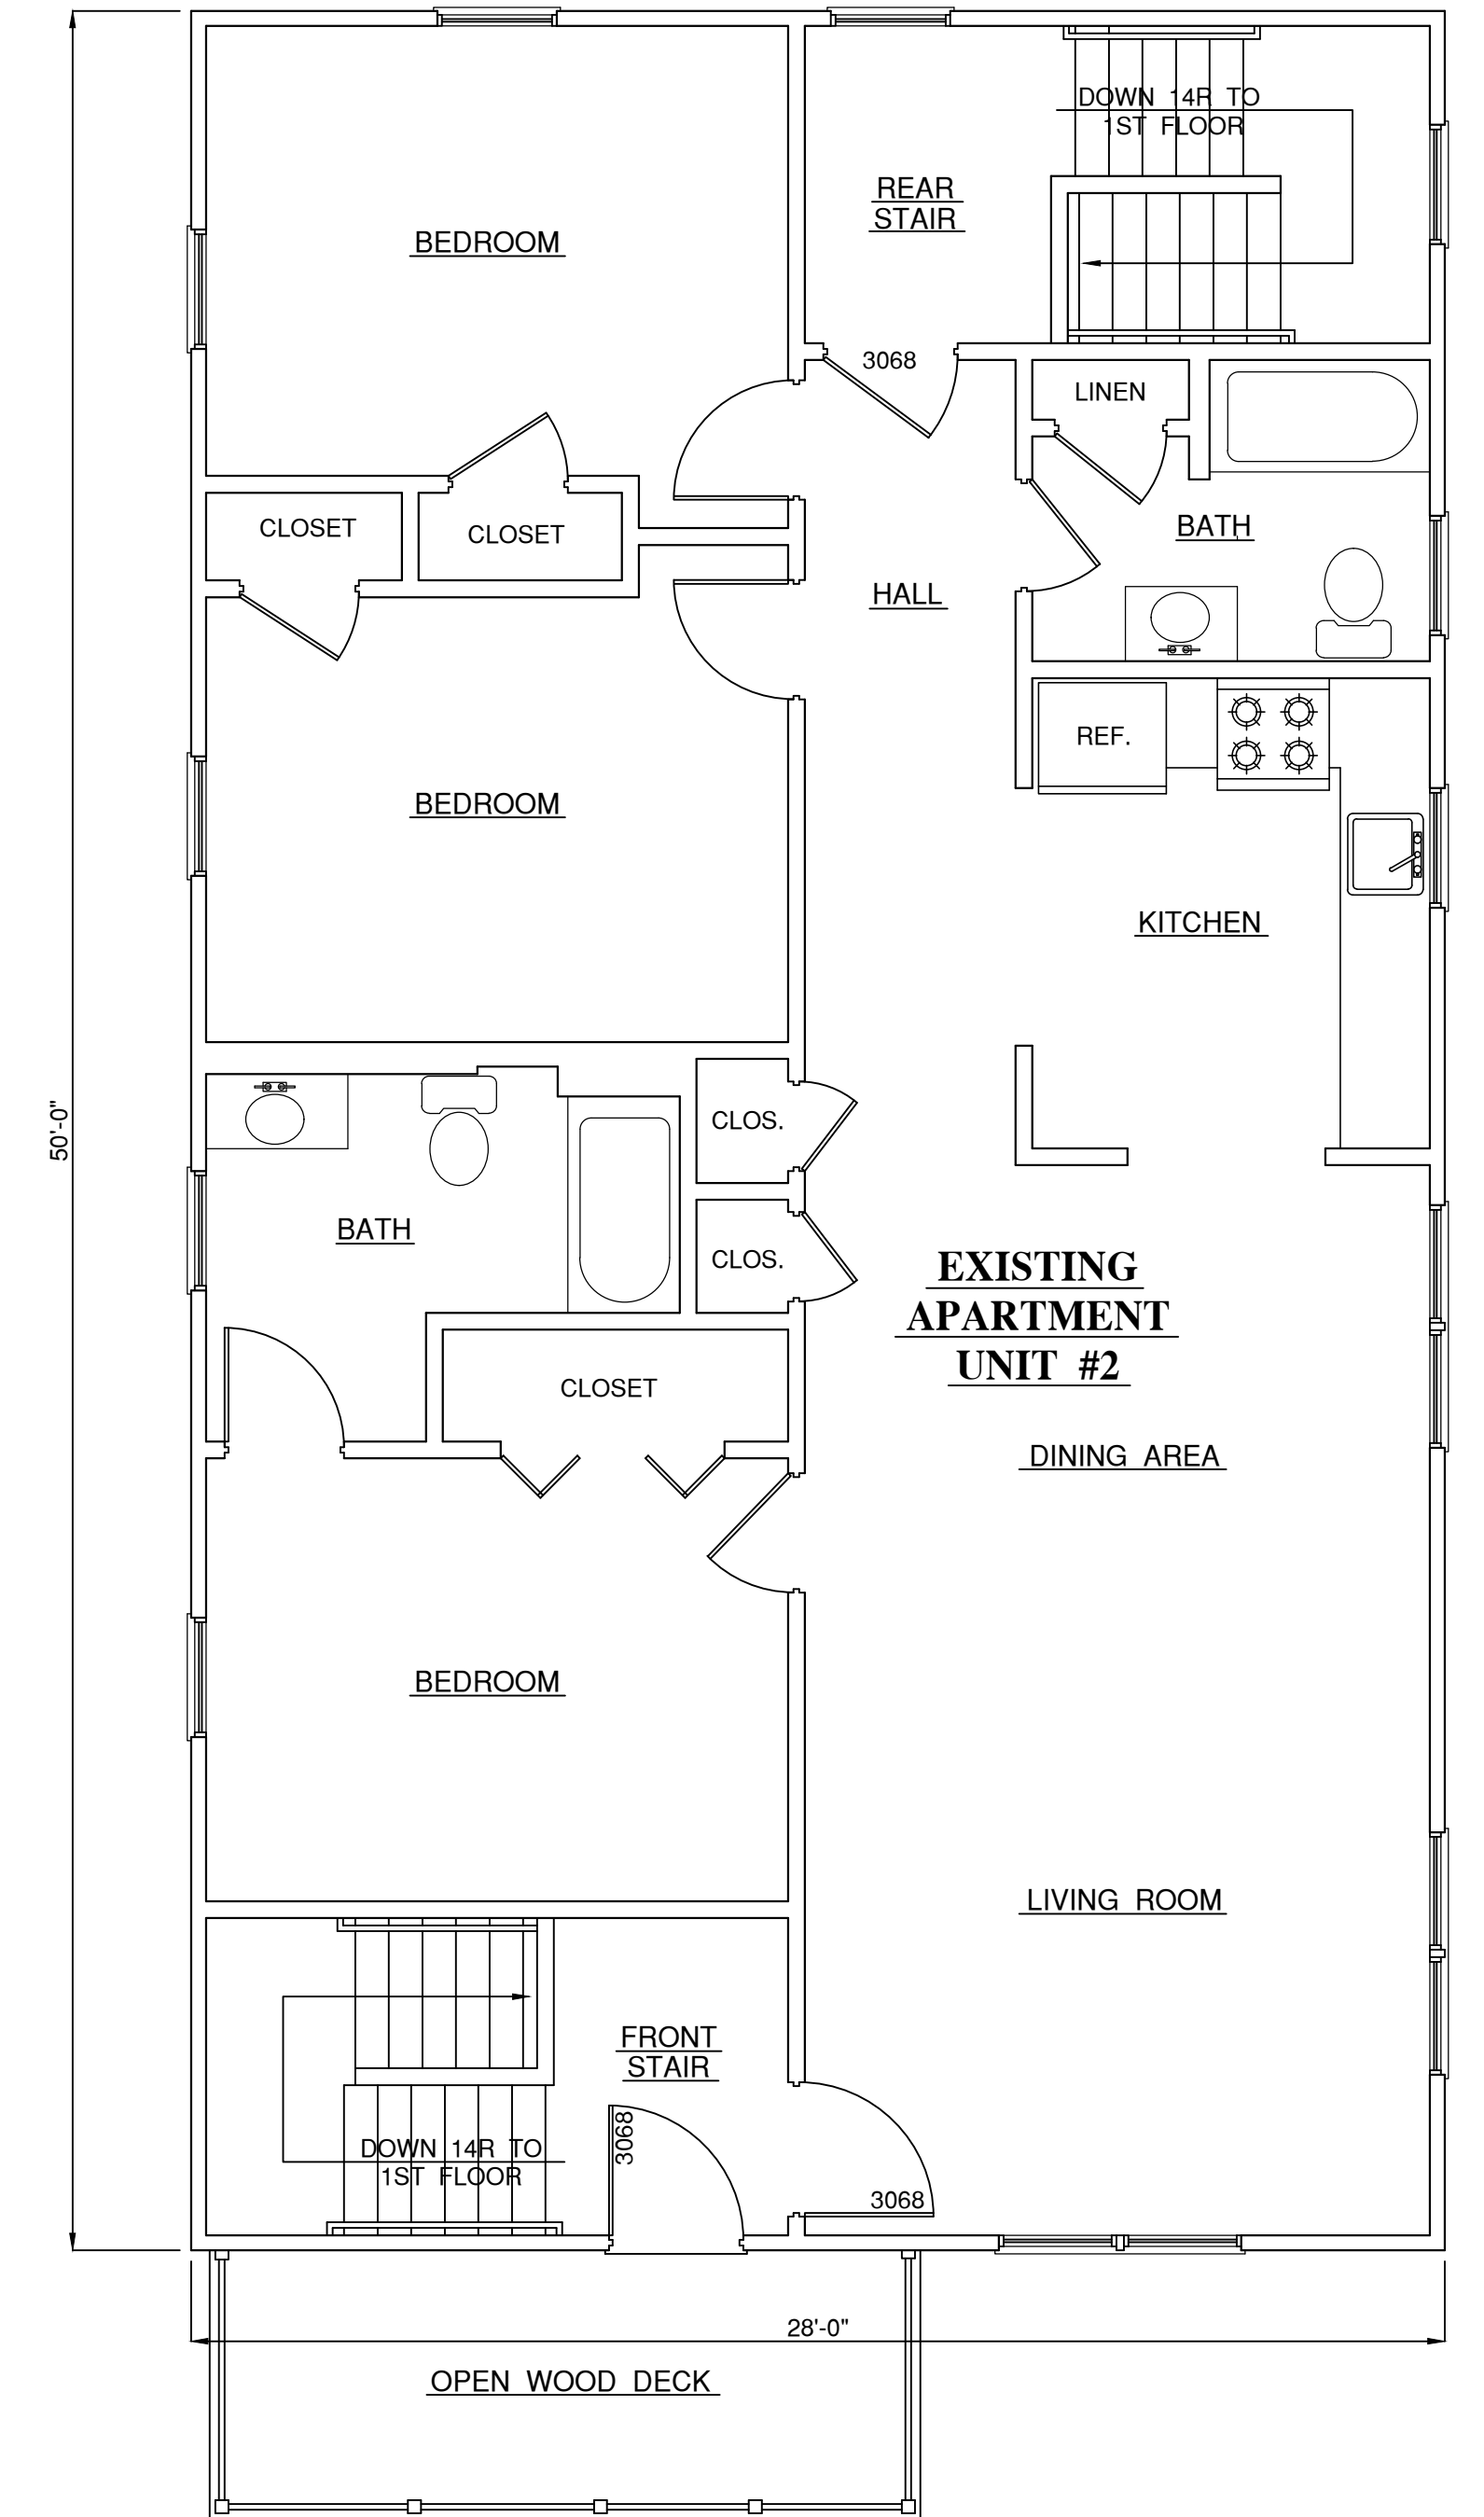 DOWN 14R TO
1ST FLOOR
REAR
STAIR
BEDROOM
3068
LINEN
CLOSET
CLOSET
BATH
HALL
REF.
BEDROOM
KITCHEN
50'-0"
CLOS.
BATH
CLOS.
EXISTING
APARTMENT
UNIT #2
CLOSET
DINING AREA
BEDROOM
LIVING ROOM
FRONT
STAIR
3068
DOWN 14R TO
1ST FLOOR
3068
28'-0"
OPEN WOOD DECK